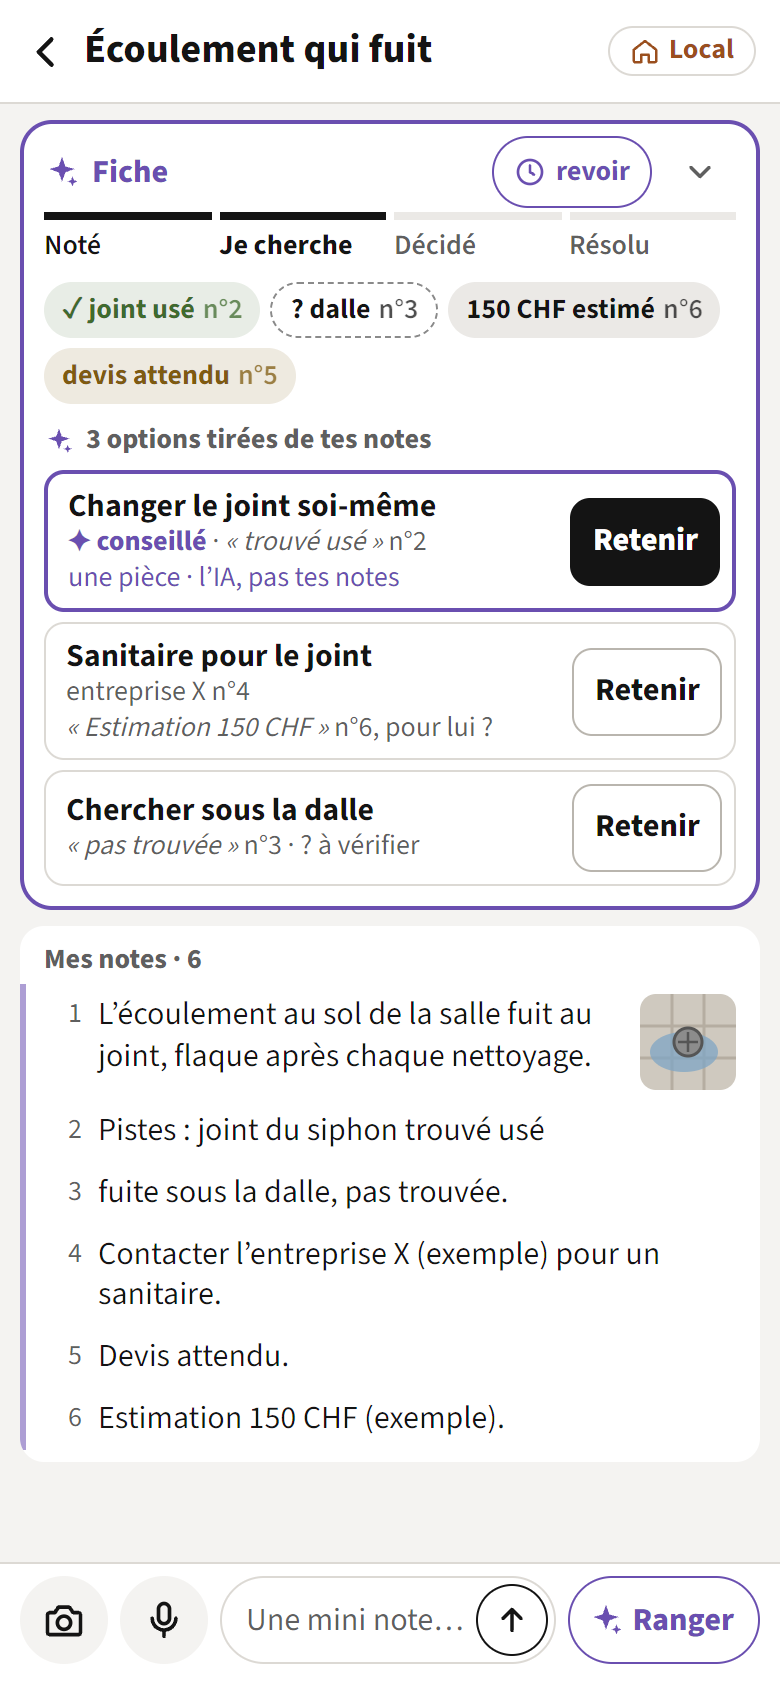 Écoulement qui fuit
Local
Fiche
revoir
Noté
Je cherche
Décidé
Résolu
✓ joint usé n°2
? dalle n°3
150 CHF estimé n°6
devis attendu n°5
3 options tirées de tes notes
Changer le joint soi-même
✦ conseillé · « trouvé usé » n°2
une pièce · l’IA, pas tes notes
Retenir
Sanitaire pour le joint
entreprise X n°4
« Estimation 150 CHF » n°6, pour lui ?
Retenir
Chercher sous la dalle
« pas trouvée » n°3 · ? à vérifier
Retenir
Mes notes · 6
1 L’écoulement au sol de la salle fuit au
joint, flaque après chaque nettoyage.
2 Pistes : joint du siphon trouvé usé
3 fuite sous la dalle, pas trouvée.
4 Contacter l’entreprise X (exemple) pour un
sanitaire.
5 Devis attendu.
6 Estimation 150 CHF (exemple).
Une mini note…
Ranger